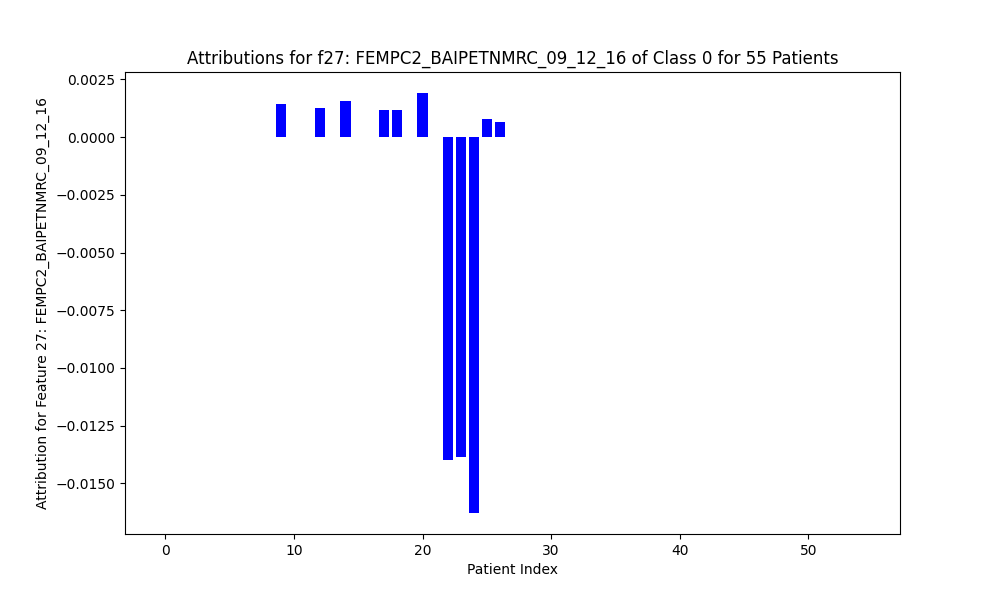 Attributions for f27: FEMPC2_BAIPETNMRC_09_12_16 of Class 0 for 55 Patients
Attribution for Feature 27: FEMPC2_BAIPETNMRC_09_12_16
0.0025
0.0000
−0.0025
−0.0050
−0.0075
−0.0100
−0.0125
−0.0150
0 10 20 30 40 50
Patient Index